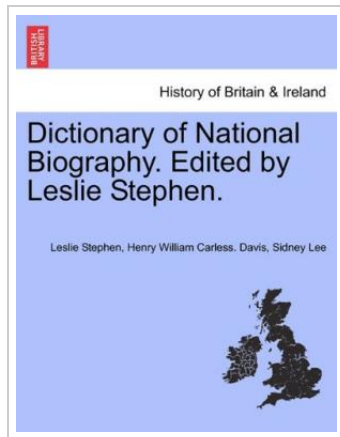 BRITISH
LIBRARY
History of Britain & Ireland
Dictionary of National
Biography. Edited by
Leslie Stephen.
Leslie Stephen, Henry William Carless. Davis, Sidney Lee